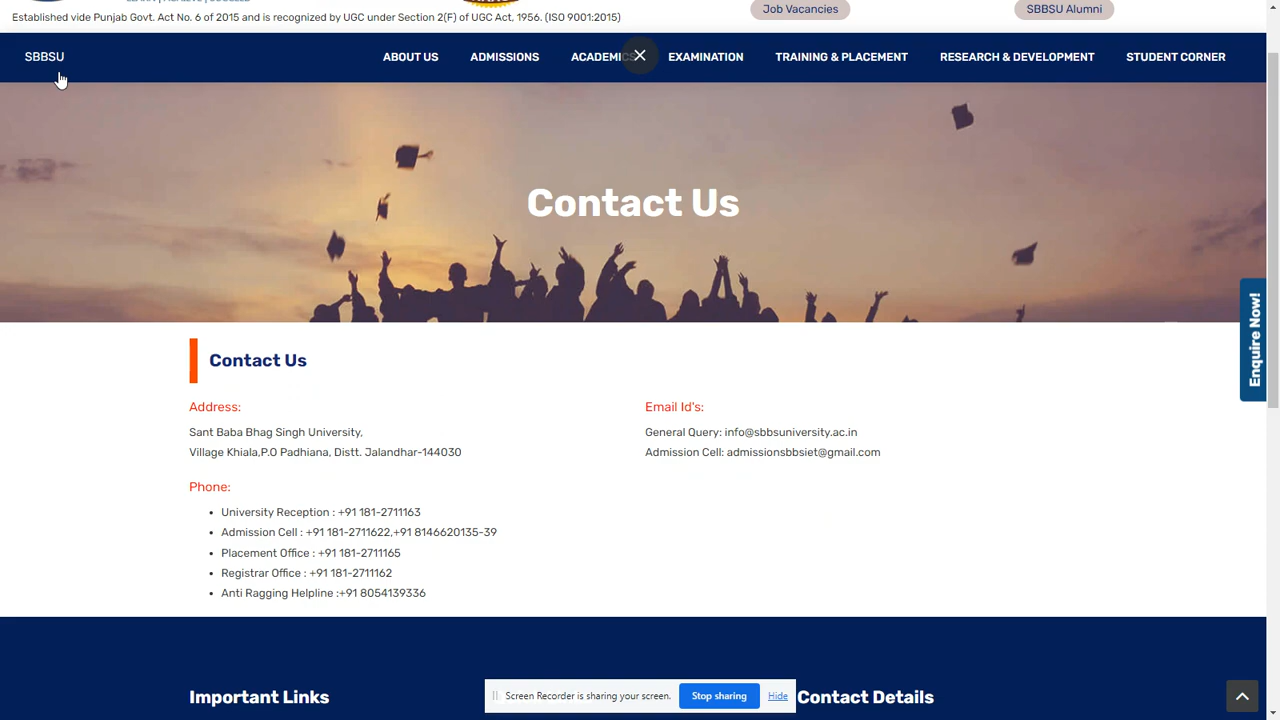 Established vide Punjab Govt. Act No. 6 of 2015 and is recognized by UGC under Section 2(F) of UGC Act, 1956. (ISO 9001:2015)
Job Vacancies
SBBSU Alumni
SBBSU
ABOUT US
ADMISSIONS
ACADEMICS
EXAMINATION
TRAINING & PLACEMENT
RESEARCH & DEVELOPMENT
STUDENT CORNER
Contact Us
Enquire Now!
Contact Us
Address:
Sant Baba Bhag Singh University,
Village Khiala,P.O Padhiana, Distt. Jalandhar-144030
Email Id's:
General Query: info@sbbsuniversity.ac.in
Admission Cell: admissionsbbsiet@gmail.com
Phone:
• University Reception : +91 181-2711163
• Admission Cell : +91 181-2711622,+91 8146620135-39
• Placement Office : +91 181-2711165
• Registrar Office : +91 181-2711162
• Anti Ragging Helpline :+91 8054139336
Important Links
Contact Details
Screen Recorder is sharing your screen.
Stop sharing
Hide